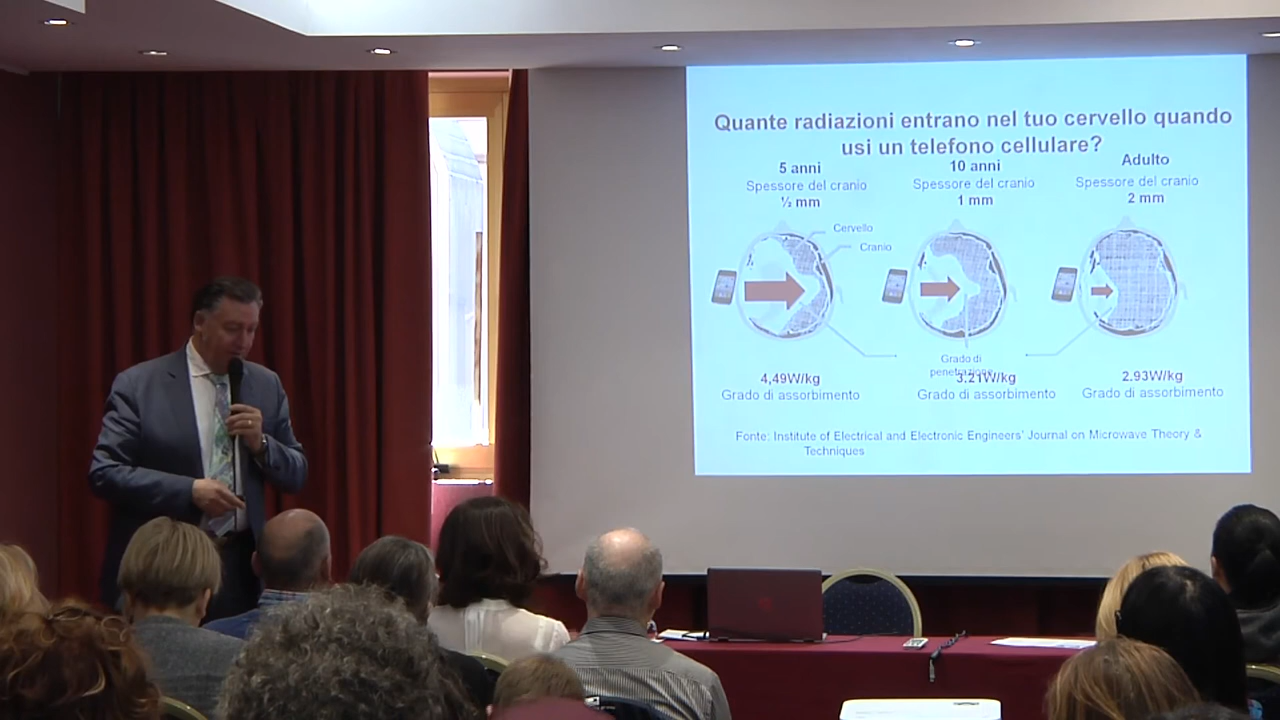 Quante radiazioni entrano nel tuo cervello quando
usi un telefono cellulare?
5 anni
Spessore del cranio
½ mm
10 anni
Spessore del cranio
1 mm
Adulto
Spessore del cranio
2 mm
Cervello
Cranio
Grado di
penetrazione
4,49W/kg
Grado di assorbimento
3.21W/kg
Grado di assorbimento
2.93W/kg
Grado di assorbimento
Fonte: Institute of Electrical and Electronic Engineers' Journal on Microwave Theory &
Techniques